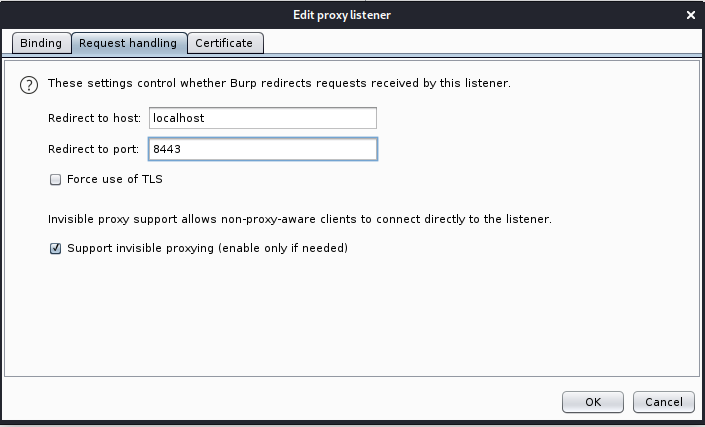 Edit proxy listener
Binding Request handling Certificate
These settings control whether Burp redirects requests received by this listener.
Redirect to host: localhost
Redirect to port: 8443
Force use of TLS
Invisible proxy support allows non-proxy-aware clients to connect directly to the listener.
Support invisible proxying (enable only if needed)
OK Cancel